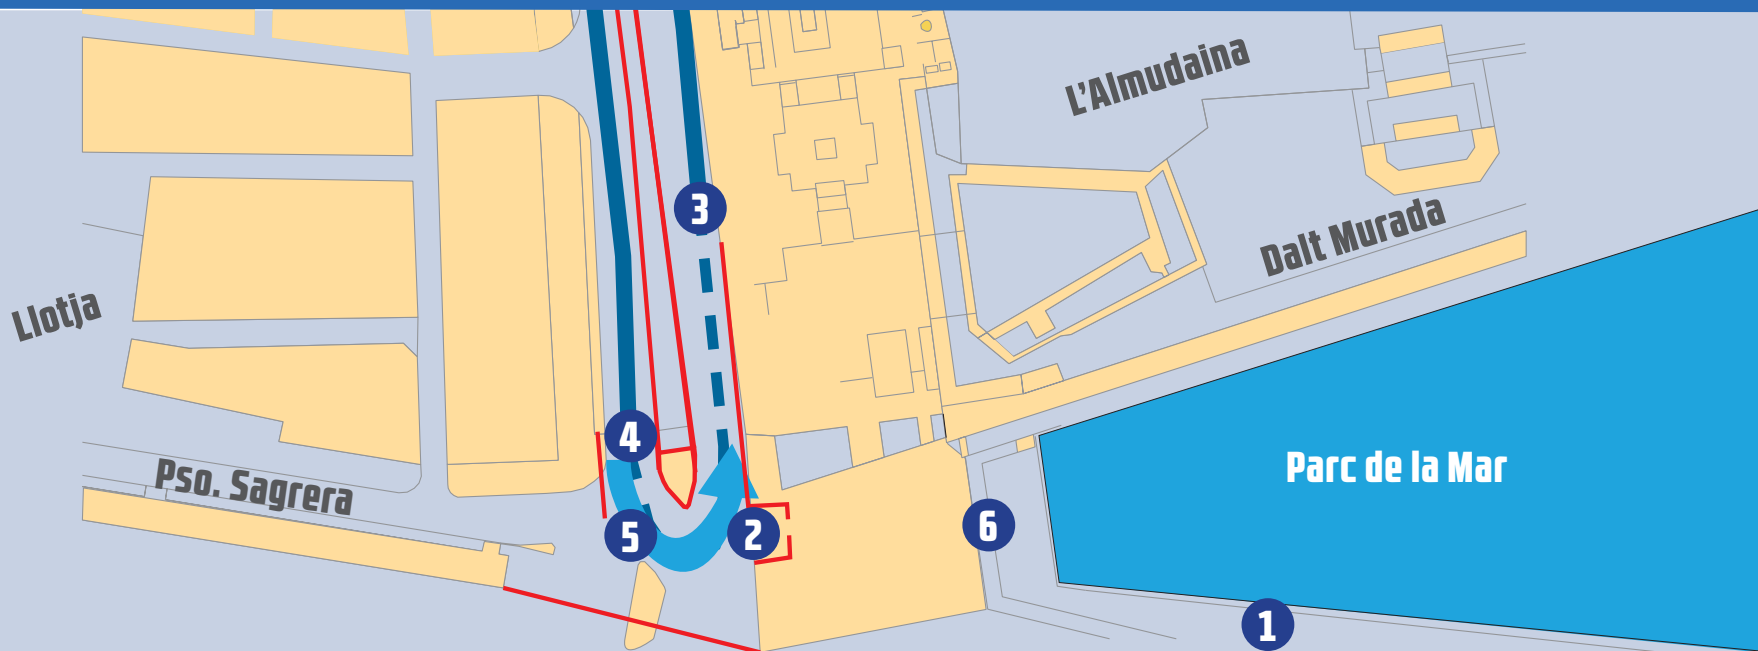 L'Almudaina
3
Dalt Murada
Llotja
4
Parc de la Mar
Pso. Sagrera
5
2
6
1